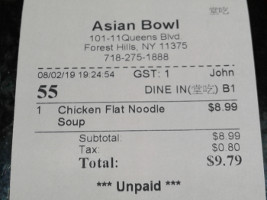 堂吃
Asian Bowl
101-11Queens Blvd.
Forest Hills, NY 11375
718-275-1888
08/02/19 19:24:54 GST: 1 John
55 DINE IN(堂吃) B1
1 Chicken Flat Noodle $8.99
Soup
Subtotal: $8.99
Tax: $0.80
Total: $9.79
*** Unpaid ***